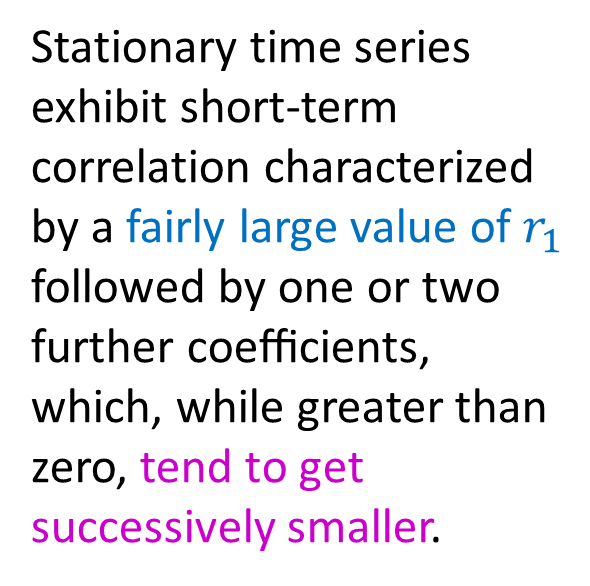 Stationary time series
exhibit short-term
correlation characterized
by a fairly large value of r₁
followed by one or two
further coefficients,
which, while greater than
zero, tend to get
successively smaller.